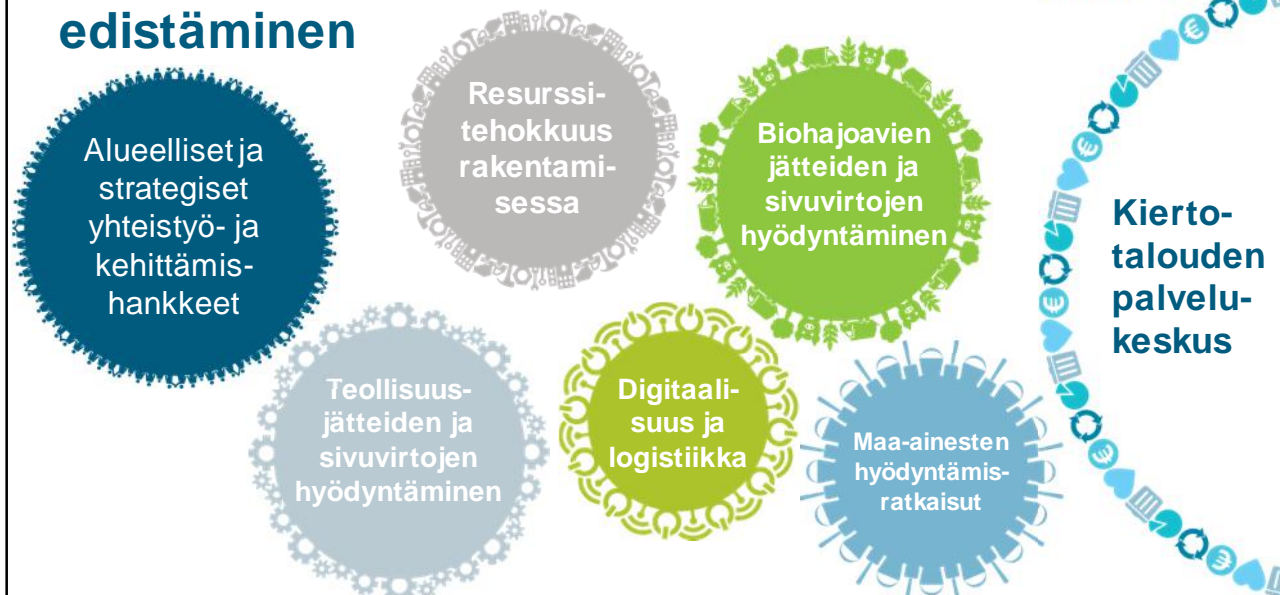 edistäminen
Alueelliset ja
strategiset
yhteistyö- ja
kehittämis-
hankkeet
Resurssi-
tehokkuus
rakentami-
sessa
Biohajoavien
jätteiden ja
sivuvirtojen
hyödyntäminen
Kierto-
talouden
palvelu-
keskus
Teollisuus-
jätteiden ja
sivuvirtojen
hyödyntäminen
Digitaali-
suus ja
logistiikka
Maa-ainesten
hyödyntämis-
ratkaisut